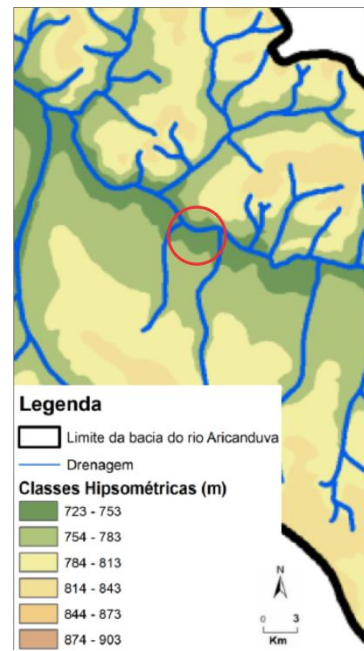 Legenda
Limite da bacia do rio Aricanduva
Drenagem
Classes Hipsométricas (m)
723 - 753
754 - 783
784 - 813
814 - 843
844 - 873
874 - 903
N
0 3
Km